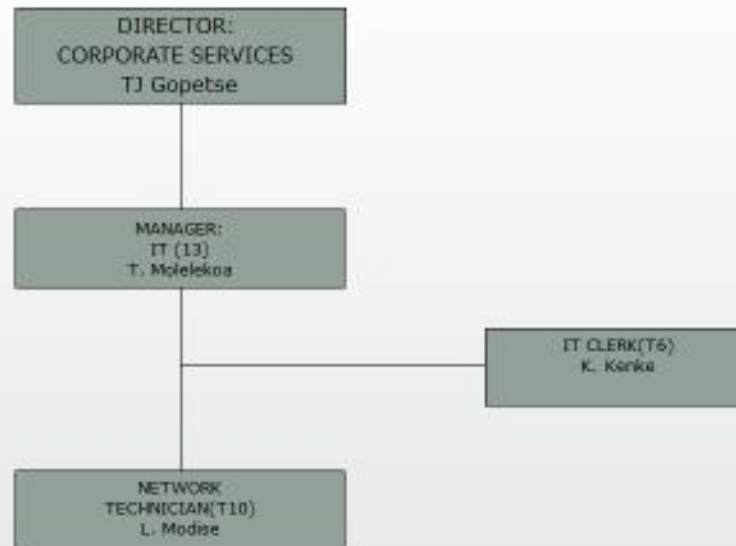 DIRECTOR:
CORPORATE SERVICES
TJ Gopetse
MANAGER:
IT (13)
T. Molelekoa
IT CLERK(T6)
K. Kenke
NETWORK
TECHNICIAN(T10)
L. Modise